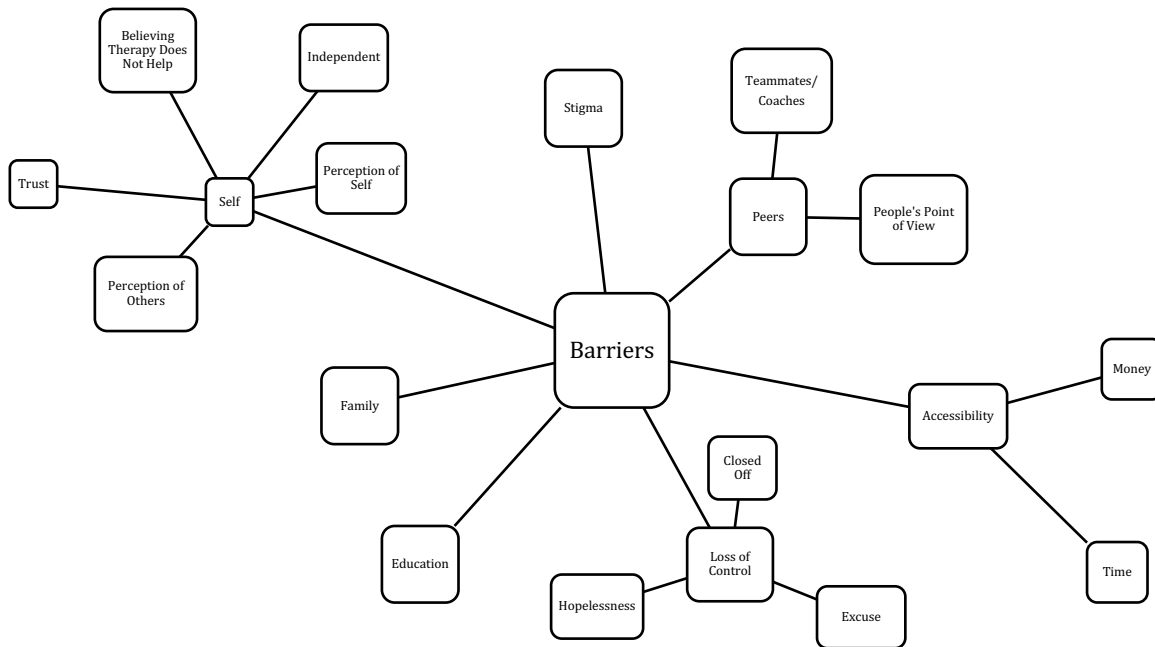 Believing
Therapy Does
Not Help
Independent
Trust
Self
Perception of
Self
Perception of
Others
Stigma
Teammates/
Coaches
Peers
People's Point
of View
Barriers
Family
Education
Accessibility
Money
Time
Closed
Off
Loss of
Control
Hopelessness
Excuse